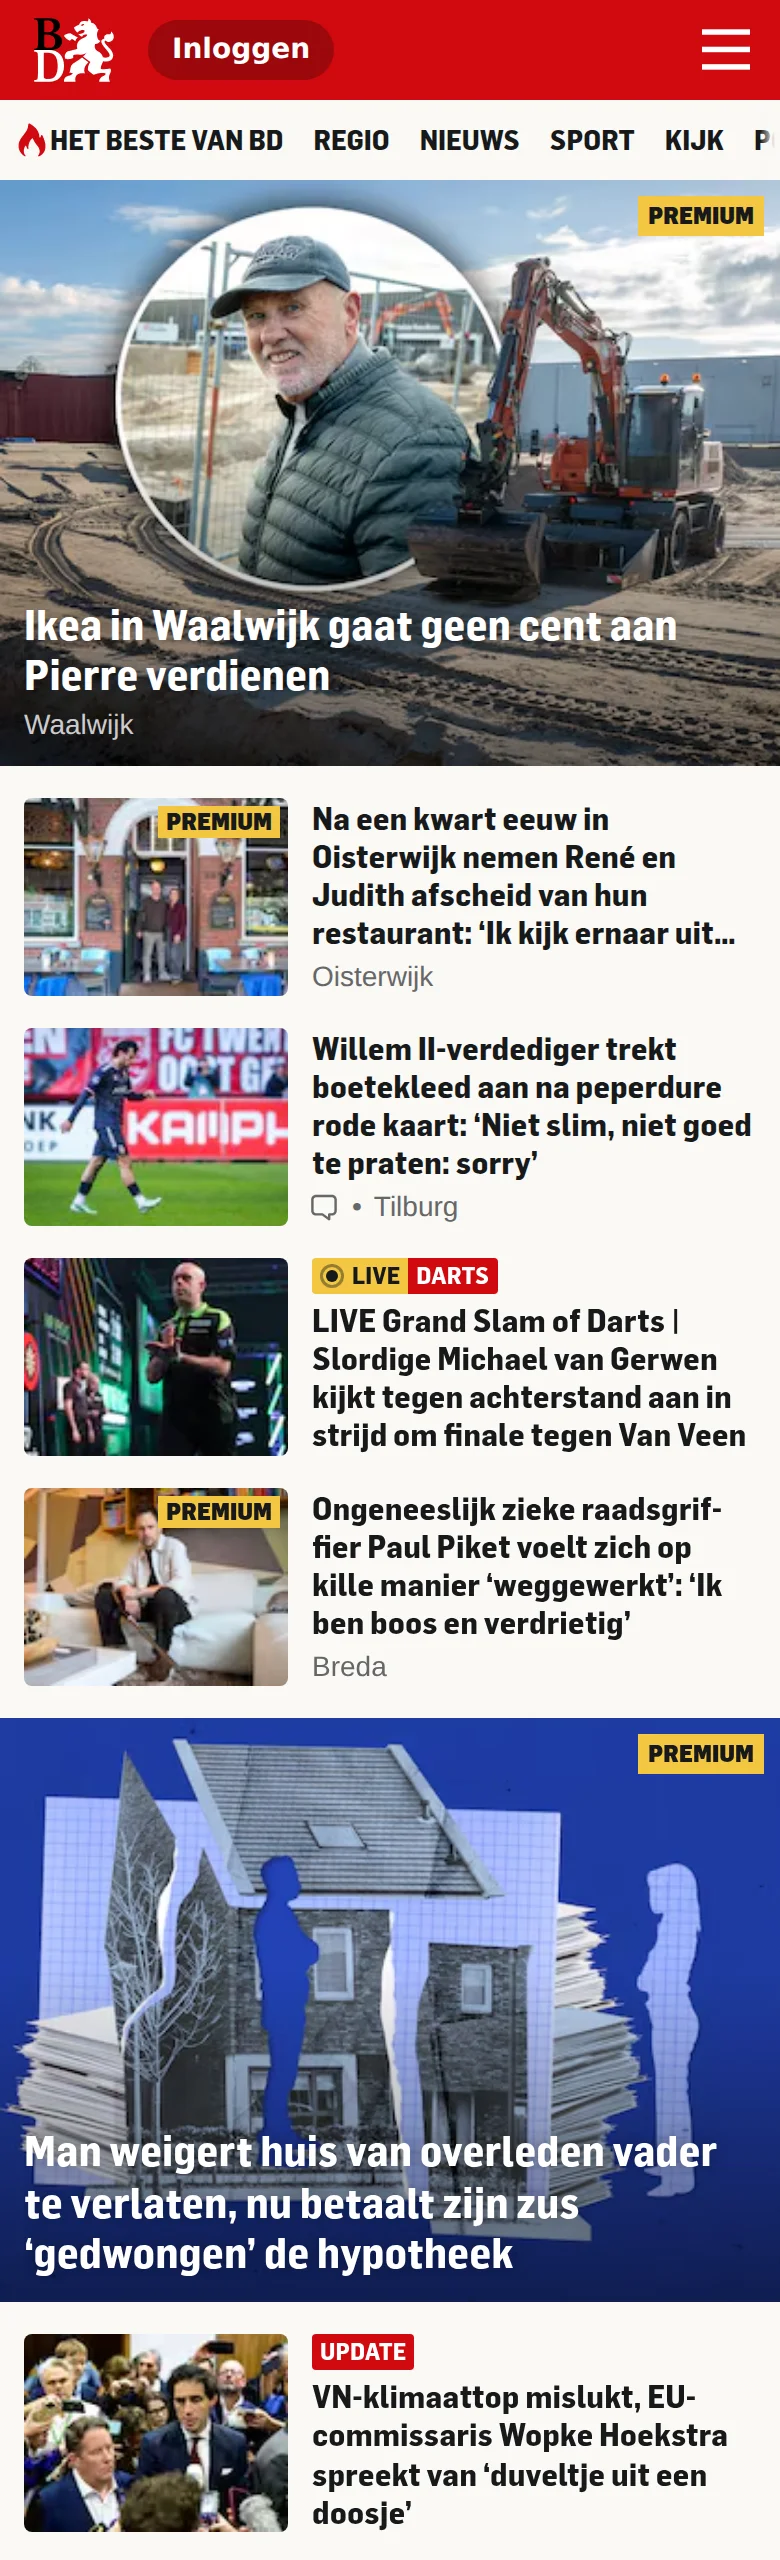 BD
Inloggen
HET BESTE VAN BD REGIO NIEUWS SPORT KIJK
PREMIUM
Ikea in Waalwijk gaat geen cent aan
Pierre verdienen
Waalwijk
PREMIUM
Na een kwart eeuw in
Oisterwijk nemen René en
Judith afscheid van hun
restaurant: ‘Ik kijk ernaar uit...
Oisterwijk
FC TWEN
KAMPH
Willem II-verdediger trekt
boetekleed aan na peperdure
rode kaart: ‘Niet slim, niet goed
te praten: sorry’
• Tilburg
LIVE DARTS
LIVE Grand Slam of Darts |
Slordige Michael van Gerwen
kijkt tegen achterstand aan in
strijd om finale tegen Van Veen
PREMIUM
Ongeneeslijk zieke raadsgrif-
fier Paul Piket voelt zich op
kille manier ‘weggewerkt’: ‘Ik
ben boos en verdrietig’
Breda
PREMIUM
Man weigert huis van overleden vader
te verlaten, nu betaalt zijn zus
‘gedwongen’ de hypotheek
UPDATE
VN-klimaattop mislukt, EU-
commissaris Wopke Hoekstra
spreekt van ‘duveltje uit een
doosje’